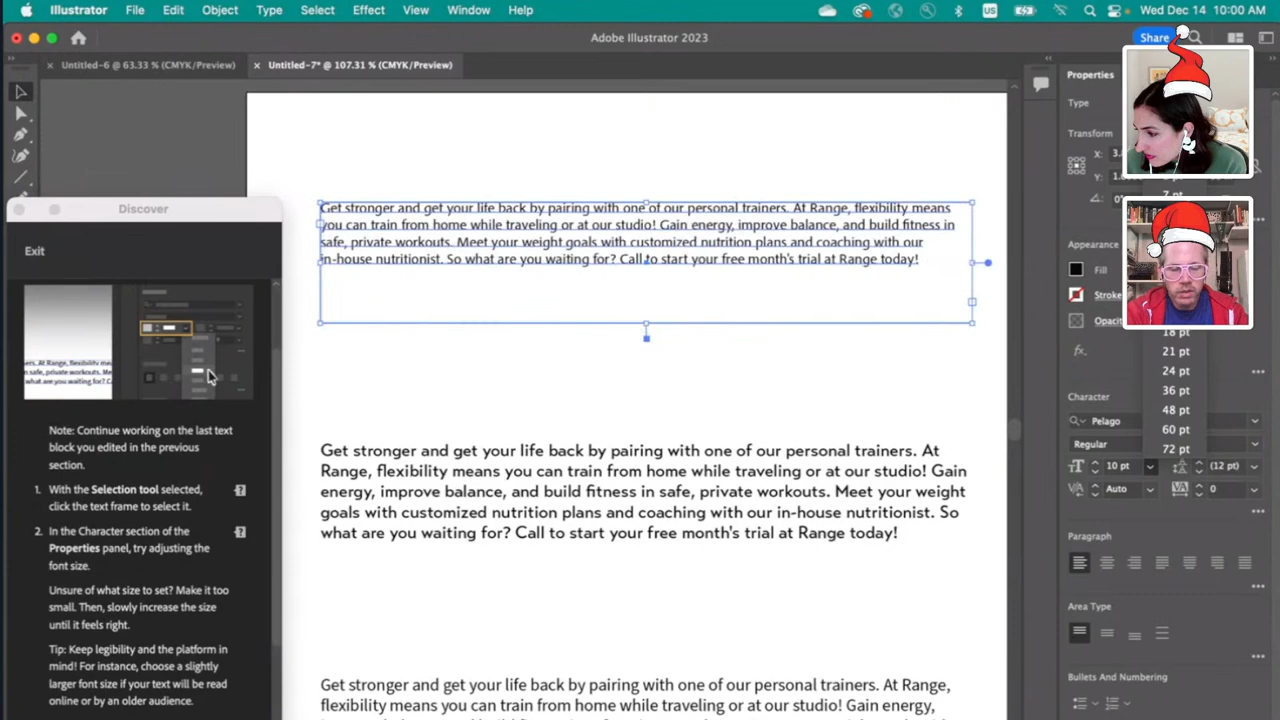 Illustrator File Edit Object Type Select Effect View Window Help US Wed Dec 14 10:00 AM
Adobe Illustrator 2023 Share
× Untitled-6 @ 63.33 % (CMYK/Preview) × Untitled-7* @ 107.31 % (CMYK/Preview)
Get stronger and get your life back by pairing with one of our personal trainers. At Range, flexibility means
you can train from home while traveling or at our studio! Gain energy, improve balance, and build fitness in
safe, private workouts. Meet your weight goals with customized nutrition plans and coaching with our
in-house nutritionist. So what are you waiting for? Call to start your free month's trial at Range today!
Get stronger and get your life back by pairing with one of our personal trainers. At
Range, flexibility means you can train from home while traveling or at our studio! Gain
energy, improve balance, and build fitness in safe, private workouts. Meet your weight
goals with customized nutrition plans and coaching with our in-house nutritionist. So
what are you waiting for? Call to start your free month's trial at Range today!
Get stronger and get your life back by pairing with one of our personal trainers. At Range,
flexibility means you can train from home while traveling or at our studio! Gain energy,
Discover
Exit
Note: Continue working on the last text
block you edited in the previous
section.
1. With the Selection tool selected,
click the text frame to select it.
2. In the Character section of the
Properties panel, try adjusting the
font size.
Unsure of what size to set? Make it too
small. Then, slowly increase the size
until it feels right.
Tip: Keep legibility and the platform in
mind! For instance, choose a slightly
larger font size if your text will be read
online or by an older audience.
Properties
Type
Transform
X:
Y:
Appearance
Fill
Stroke
Opac
fx.
18 pt
21 pt
24 pt
36 pt
48 pt
60 pt
72 pt
Character
Pelago
Regular
10 pt (12 pt)
Auto 0
Paragraph
Area Type
Bullets And Numbering